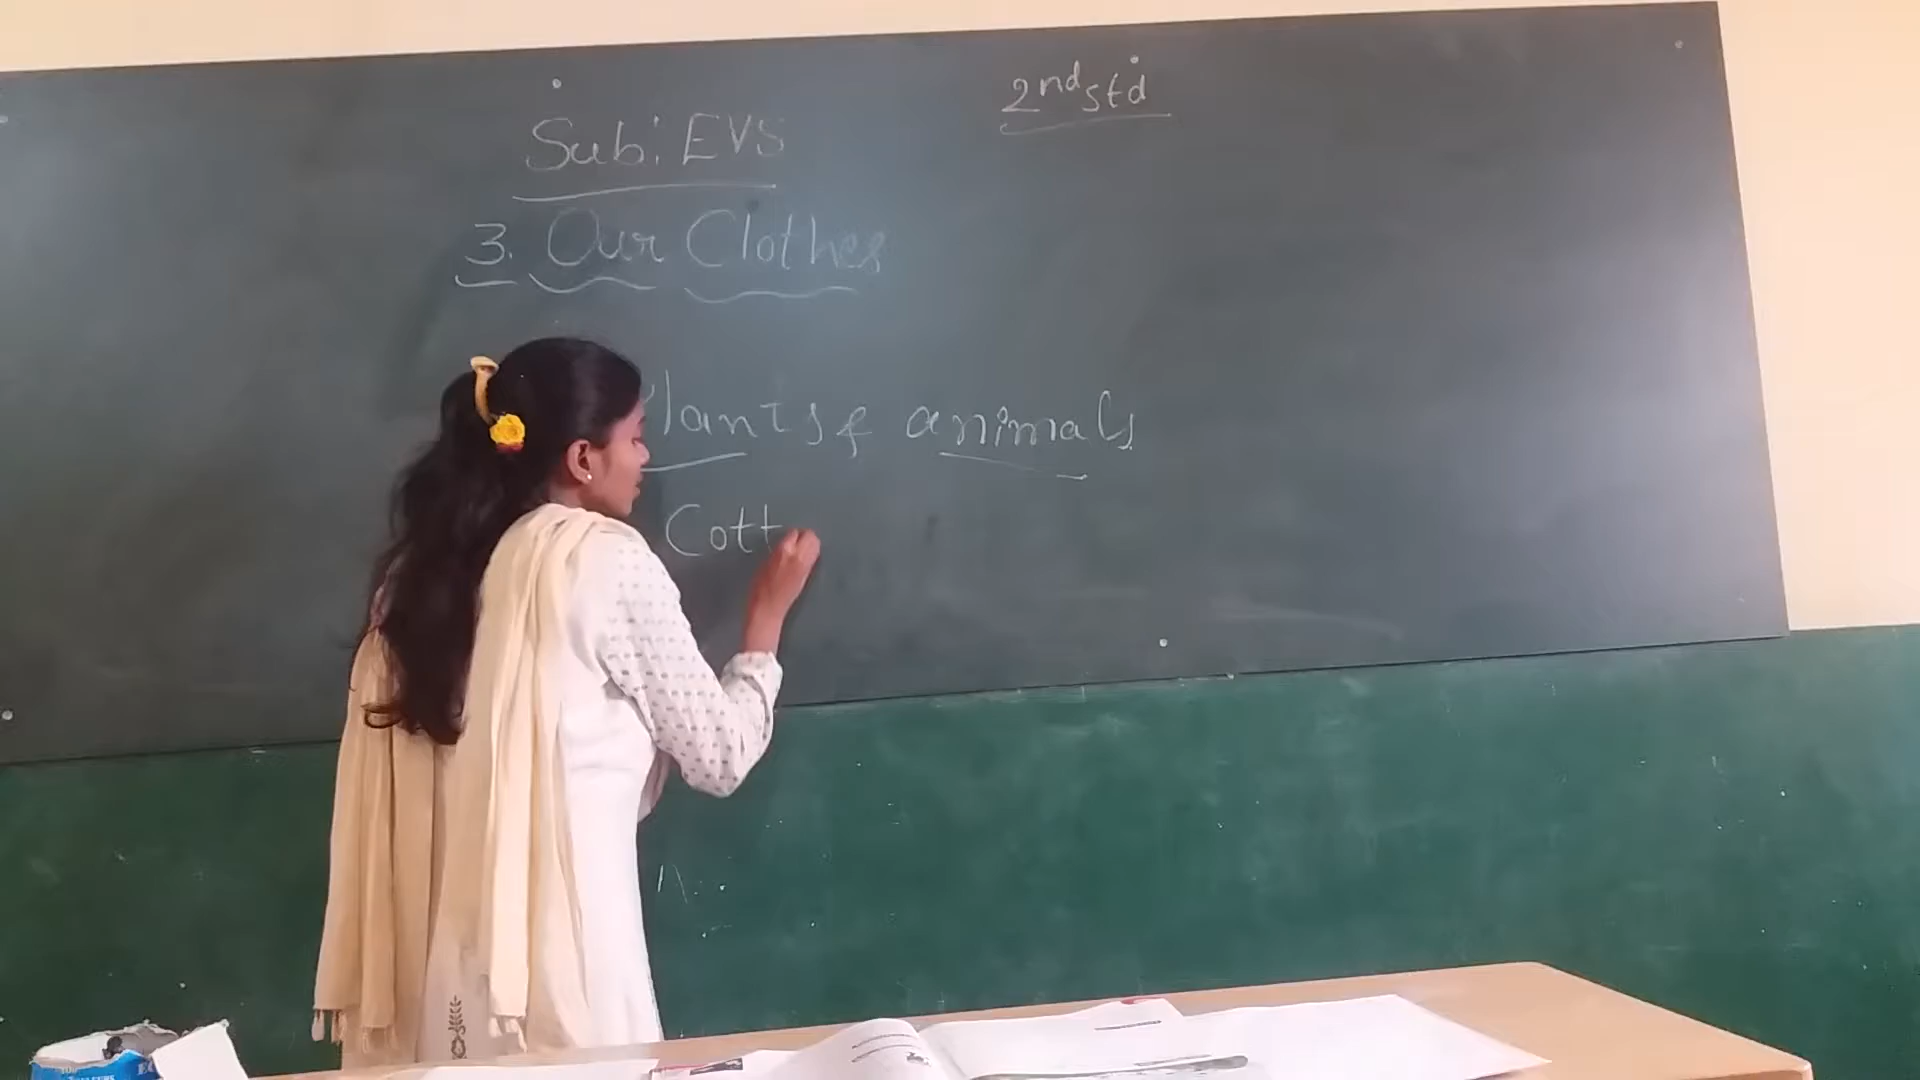 2nd std
Sub: EVS
3. Our Clothes
lants & animals
Cott